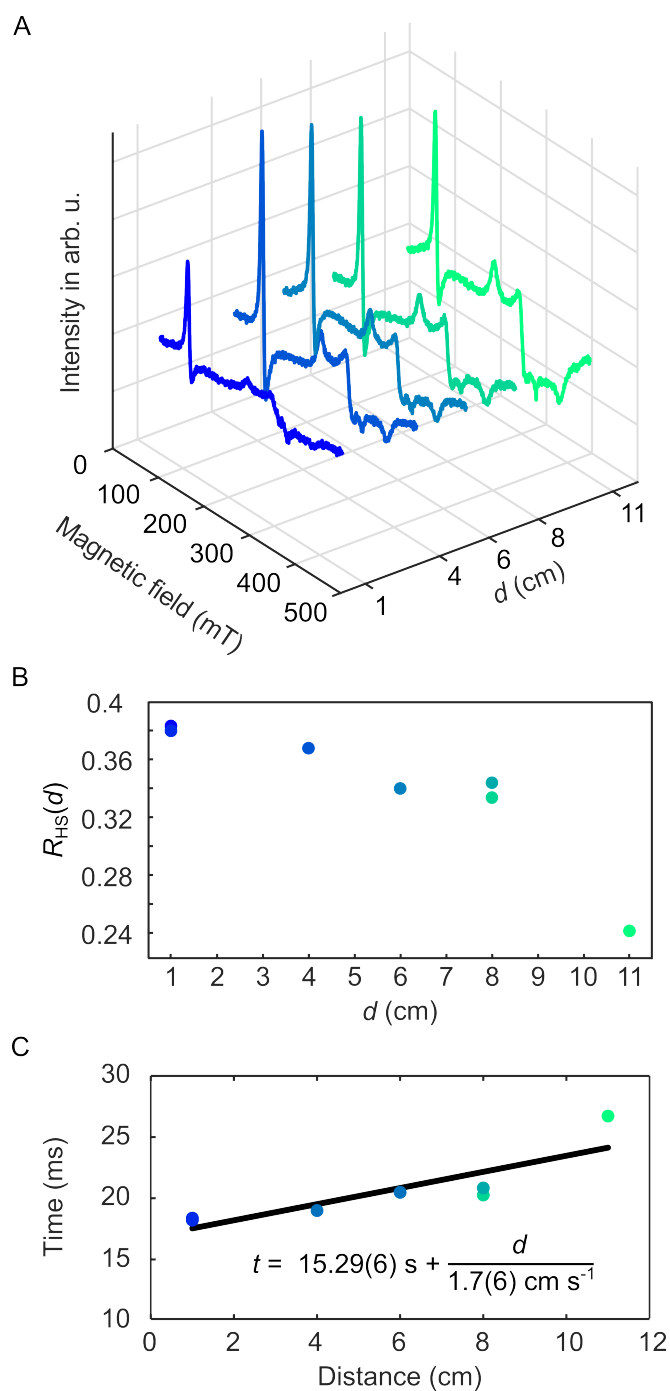 A
Intensity in arb. u.
0
100
200
300
400
500
Magnetic field (mT)
1
4
6
8
11
d (cm)
B
0.4
0.36
0.32
0.28
0.24
R_HS(d)
1 2 3 4 5 6 7 8 9 10 11
d (cm)
C
30
25
20
15
10
Time (ms)
t = 15.29(6) s + d / 1.7(6) cm s⁻¹
0 2 4 6 8 10 12
Distance (cm)